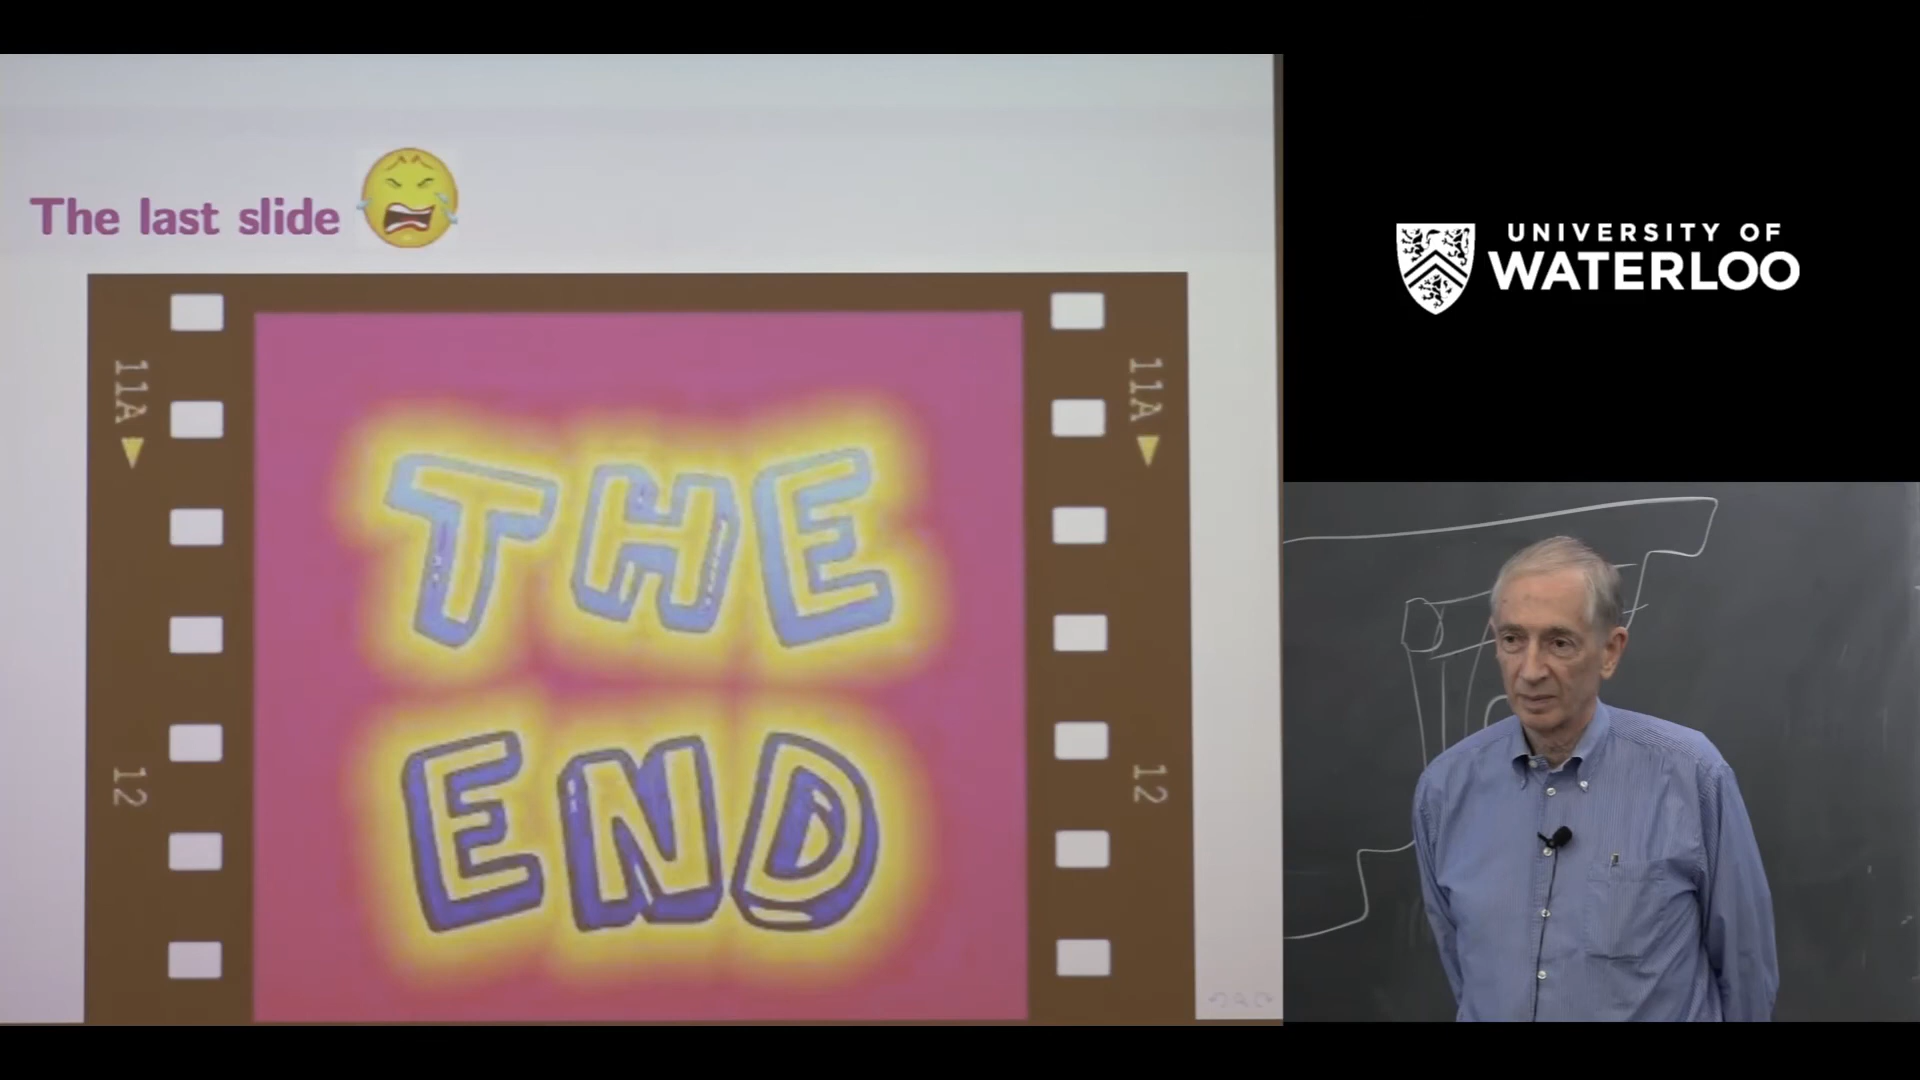 The last slide
11A
11A
THE
END
12
12
UNIVERSITY OF
WATERLOO